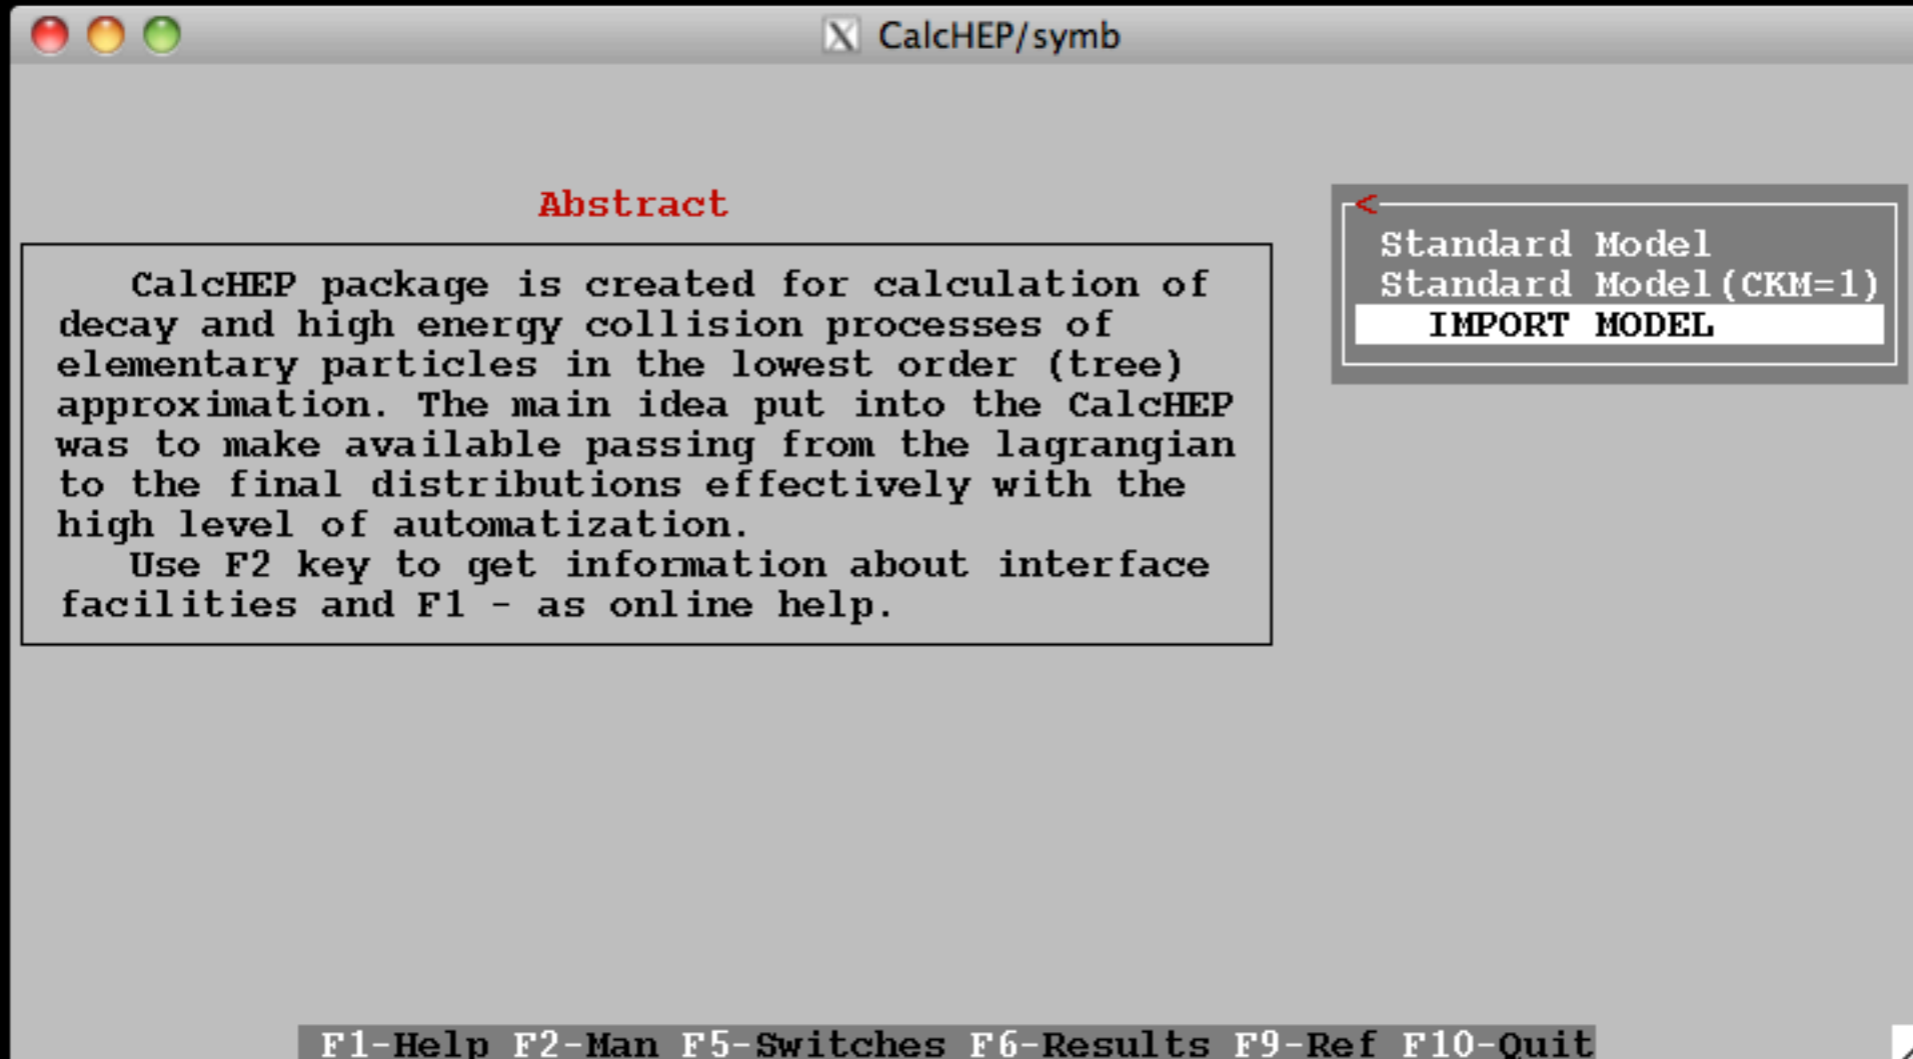 CalcHEP/symb
Abstract
CalcHEP package is created for calculation of
decay and high energy collision processes of
elementary particles in the lowest order (tree)
approximation. The main idea put into the CalcHEP
was to make available passing from the lagrangian
to the final distributions effectively with the
high level of automatization.
Use F2 key to get information about interface
facilities and F1 - as online help.
<
Standard Model
Standard Model(CKM=1)
IMPORT MODEL
F1-Help F2-Man F5-Switches F6-Results F9-Ref F10-Quit